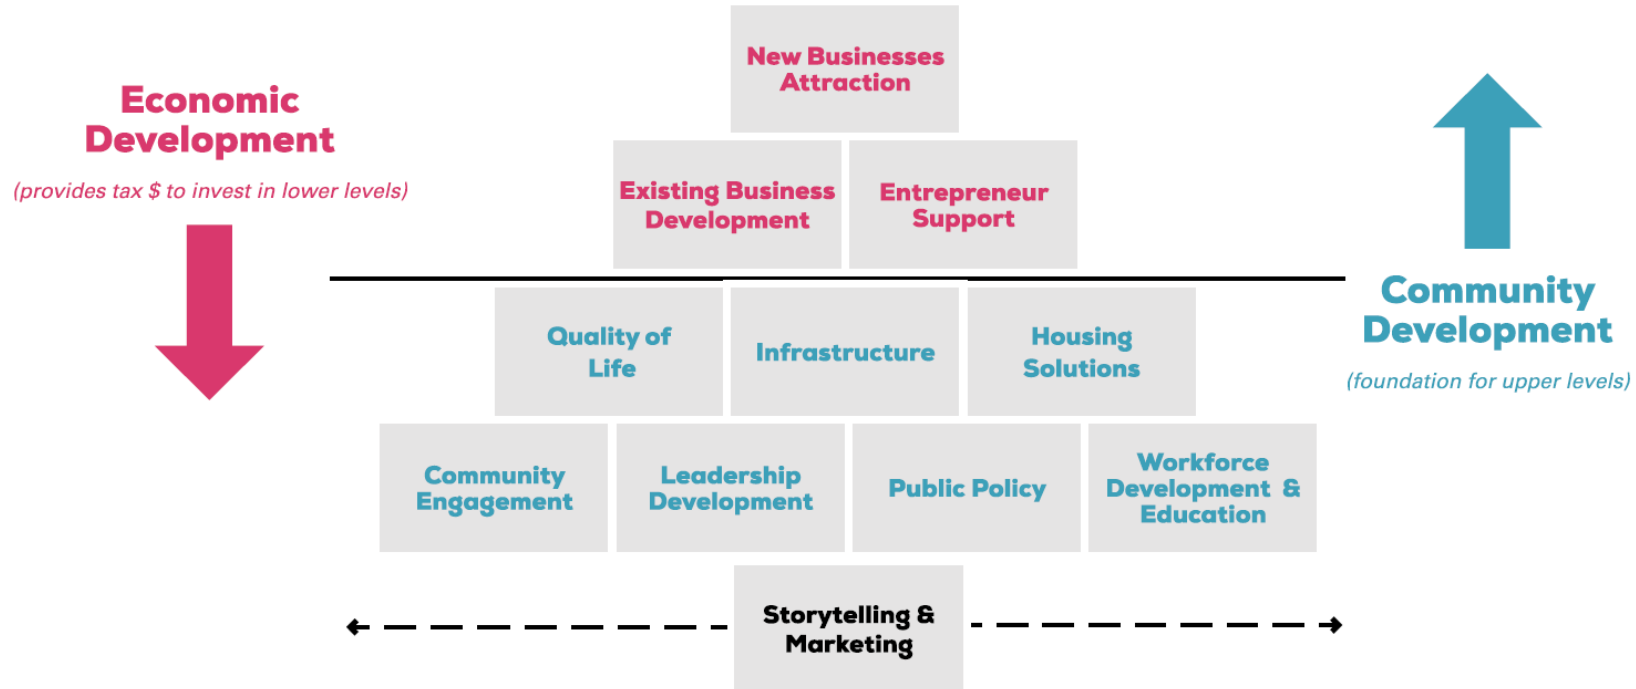 New Businesses
Attraction
Economic
Development
(provides tax $ to invest in lower levels)
Existing Business
Development
Entrepreneur
Support
Quality of
Life
Infrastructure
Housing
Solutions
Community
Development
(foundation for upper levels)
Community
Engagement
Leadership
Development
Public Policy
Workforce
Development &
Education
Storytelling &
Marketing